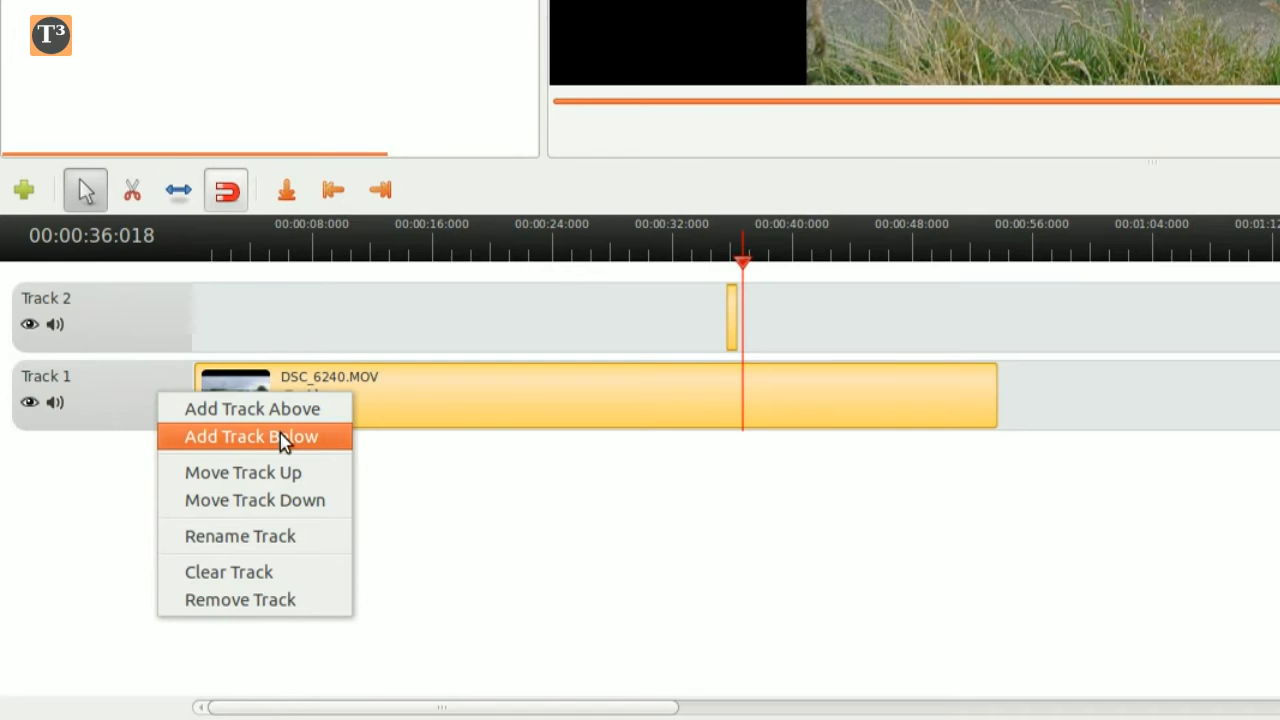 T³
00:00:36:018
00:00:08:000 00:00:16:000 00:00:24:000 00:00:32:000 00:00:40:000 00:00:48:000 00:00:56:000 00:01:04:000 00:01:12
Track 2
Track 1
DSC_6240.MOV
Add Track Above
Add Track Below
Move Track Up
Move Track Down
Rename Track
Clear Track
Remove Track